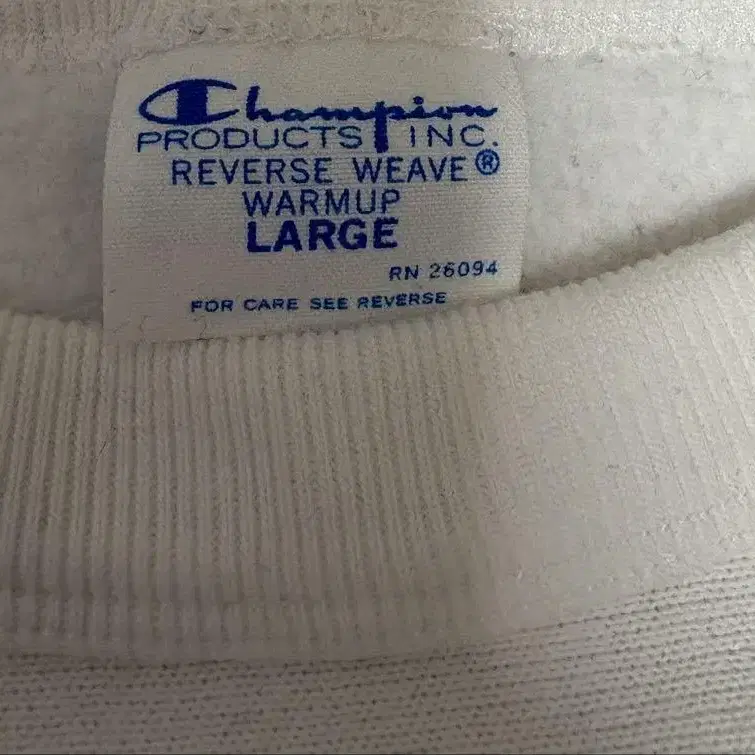 Champion
PRODUCTS INC.
REVERSE WEAVE®
WARMUP
LARGE
RN 26094
FOR CARE SEE REVERSE